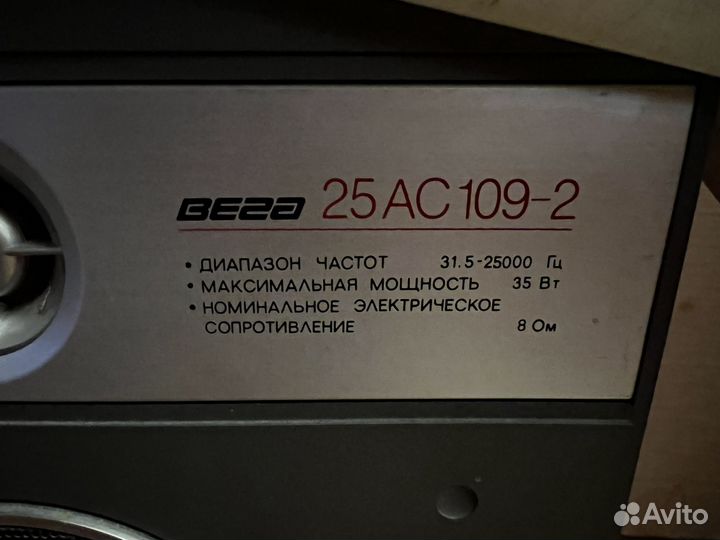 ВЕГА 25АС109-2
• ДИАПАЗОН ЧАСТОТ 31.5-25000 Гц
• МАКСИМАЛЬНАЯ МОЩНОСТЬ 35 Вт
• НОМИНАЛЬНОЕ ЭЛЕКТРИЧЕСКОЕ
СОПРОТИВЛЕНИЕ 8 Ом
Avito